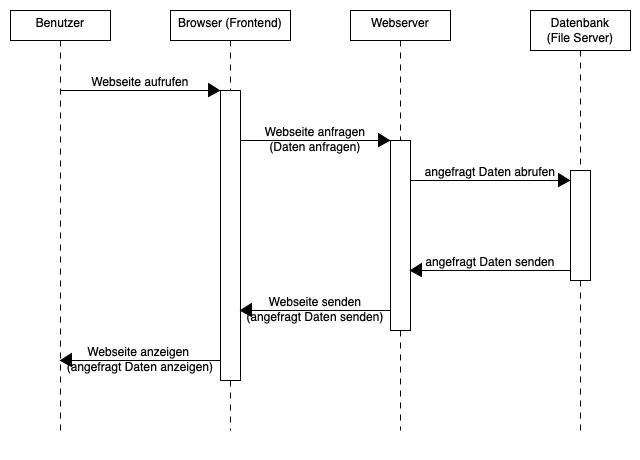 Benutzer
Browser (Frontend)
Webserver
Datenbank
(File Server)
Webseite aufrufen
Webseite anfragen
(Daten anfragen)
angefragt Daten abrufen
angefragt Daten senden
Webseite senden
(angefragt Daten senden)
Webseite anzeigen
(angefragt Daten anzeigen)